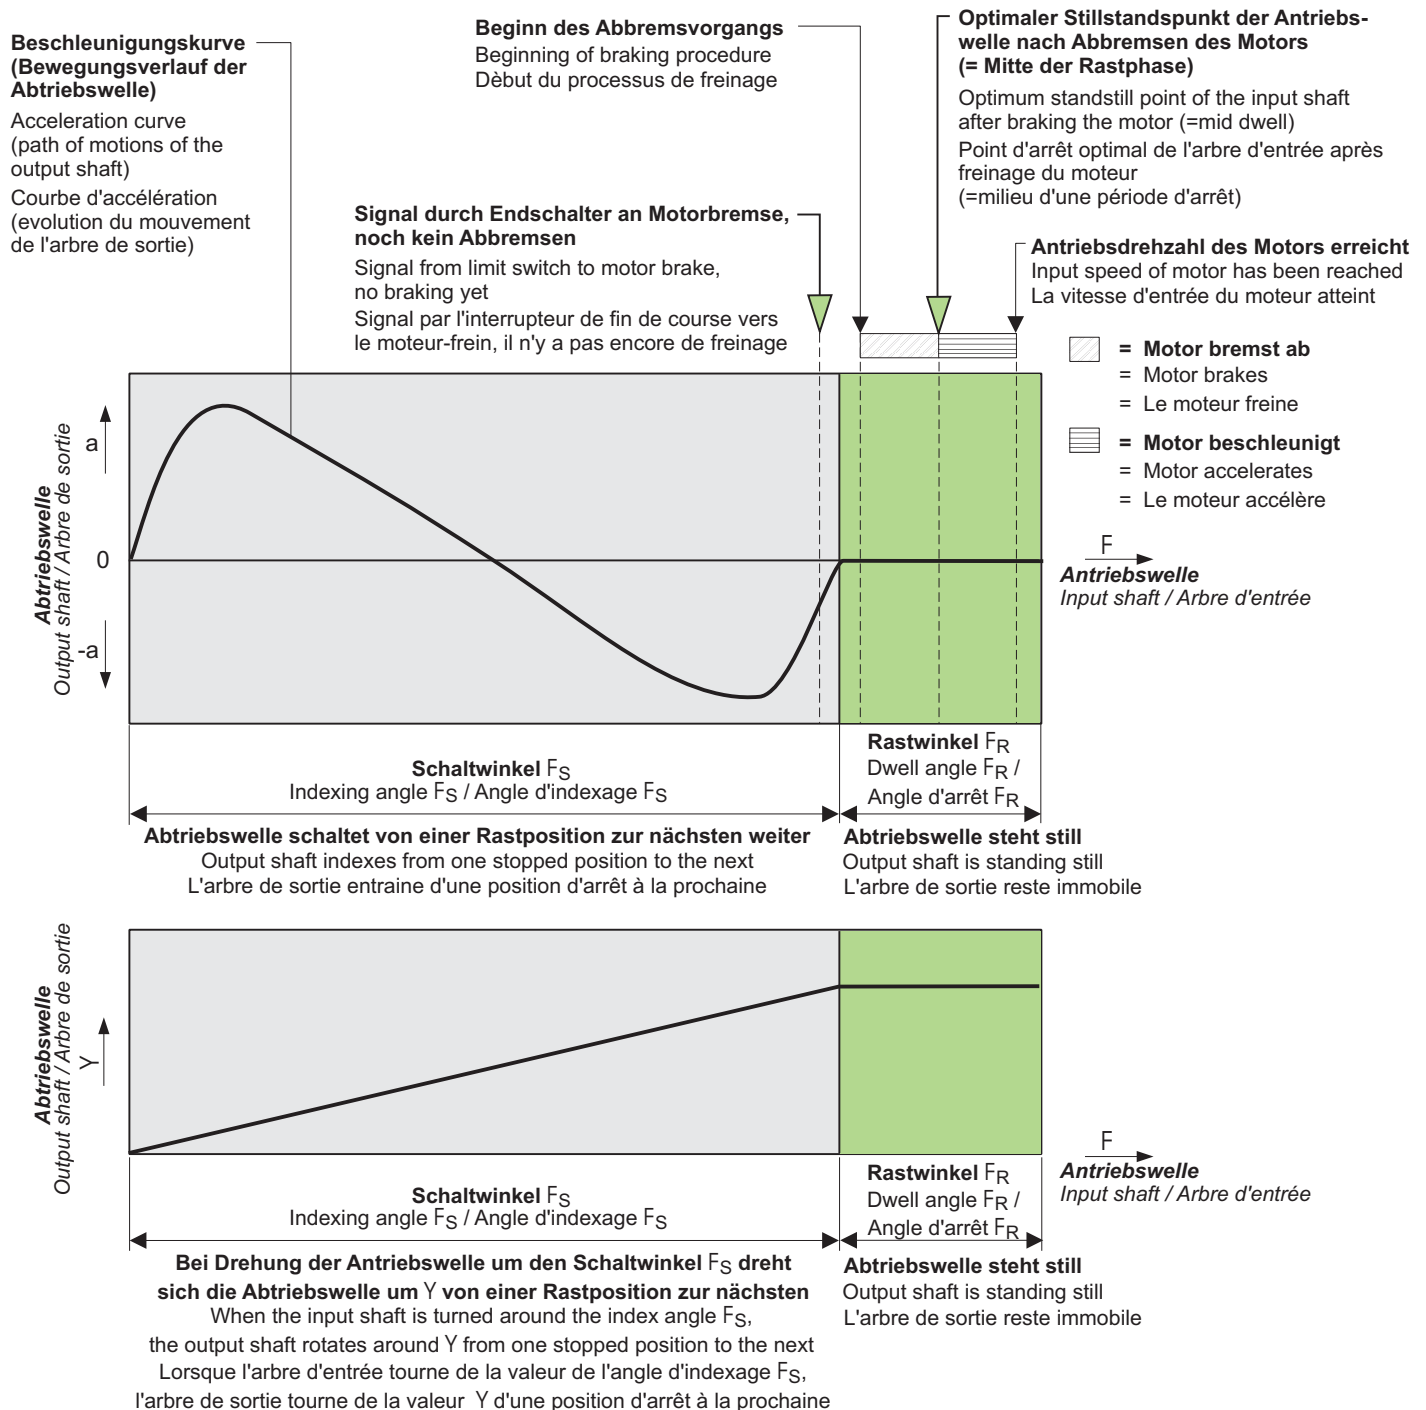 Beschleunigungskurve
(Bewegungsverlauf der
Abtriebswelle)
Acceleration curve
(path of motions of the
output shaft)
Courbe d'accélération
(evolution du mouvement
de l'arbre de sortie)
Beginn des Abbremsvorgangs
Beginning of braking procedure
Dèbut du processus de freinage
Optimaler Stillstandspunkt der Antriebs-
welle nach Abbremsen des Motors
(= Mitte der Rastphase)
Optimum standstill point of the input shaft
after braking the motor (=mid dwell)
Point d'arrêt optimal de l'arbre d'entrée après
freinage du moteur
(=milieu d'une période d'arrêt)
Signal durch Endschalter an Motorbremse,
noch kein Abbremsen
Signal from limit switch to motor brake,
no braking yet
Signal par l'interrupteur de fin de course vers
le moteur-frein, il n'y a pas encore de freinage
Antriebsdrehzahl des Motors erreicht
Input speed of motor has been reached
La vitesse d'entrée du moteur atteint
= Motor bremst ab
= Motor brakes
= Le moteur freine
= Motor beschleunigt
= Motor accelerates
= Le moteur accélère
Abtriebswelle
Output shaft / Arbre de sortie
a
0
-a
F
Antriebswelle
Input shaft / Arbre d'entrée
Schaltwinkel FS
Indexing angle FS / Angle d'indexage FS
Rastwinkel FR
Dwell angle FR /
Angle d'arrêt FR
Abtriebswelle schaltet von einer Rastposition zur nächsten weiter
Output shaft indexes from one stopped position to the next
L'arbre de sortie entraine d'une position d'arrêt à la prochaine
Abtriebswelle steht still
Output shaft is standing still
L'arbre de sortie reste immobile
Abtriebswelle
Output shaft / Arbre de sortie
Y
F
Antriebswelle
Input shaft / Arbre d'entrée
Schaltwinkel FS
Indexing angle FS / Angle d'indexage FS
Rastwinkel FR
Dwell angle FR /
Angle d'arrêt FR
Bei Drehung der Antriebswelle um den Schaltwinkel FS dreht
sich die Abtriebswelle um Y von einer Rastposition zur nächsten
When the input shaft is turned around the index angle FS,
the output shaft rotates around Y from one stopped position to the next
Lorsque l'arbre d'entrée tourne de la valeur de l'angle d'indexage FS,
l'arbre de sortie tourne de la valeur Y d'une position d'arrêt à la prochaine
Abtriebswelle steht still
Output shaft is standing still
L'arbre de sortie reste immobile